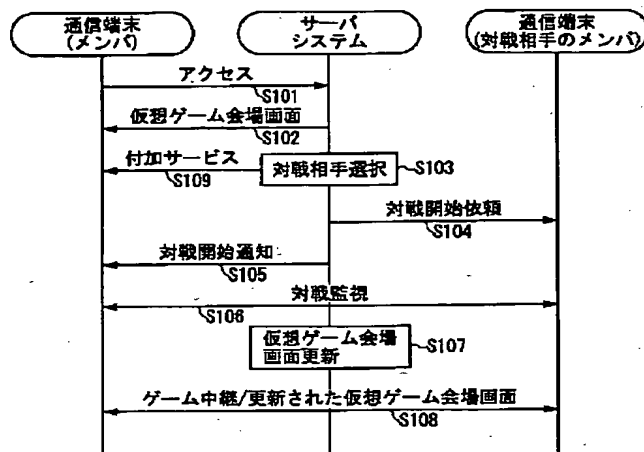 通信端末
(メンバ)
サーバ
システム
通信端末
(対戦相手のメンバ)
アクセス
S101
仮想ゲーム会場画面
S102
付加サービス
S109
対戦相手選択
S103
対戦開始依頼
S104
対戦開始通知
S105
対戦監視
S106
仮想ゲーム会場
画面更新
S107
ゲーム中継/更新された仮想ゲーム会場画面
S108